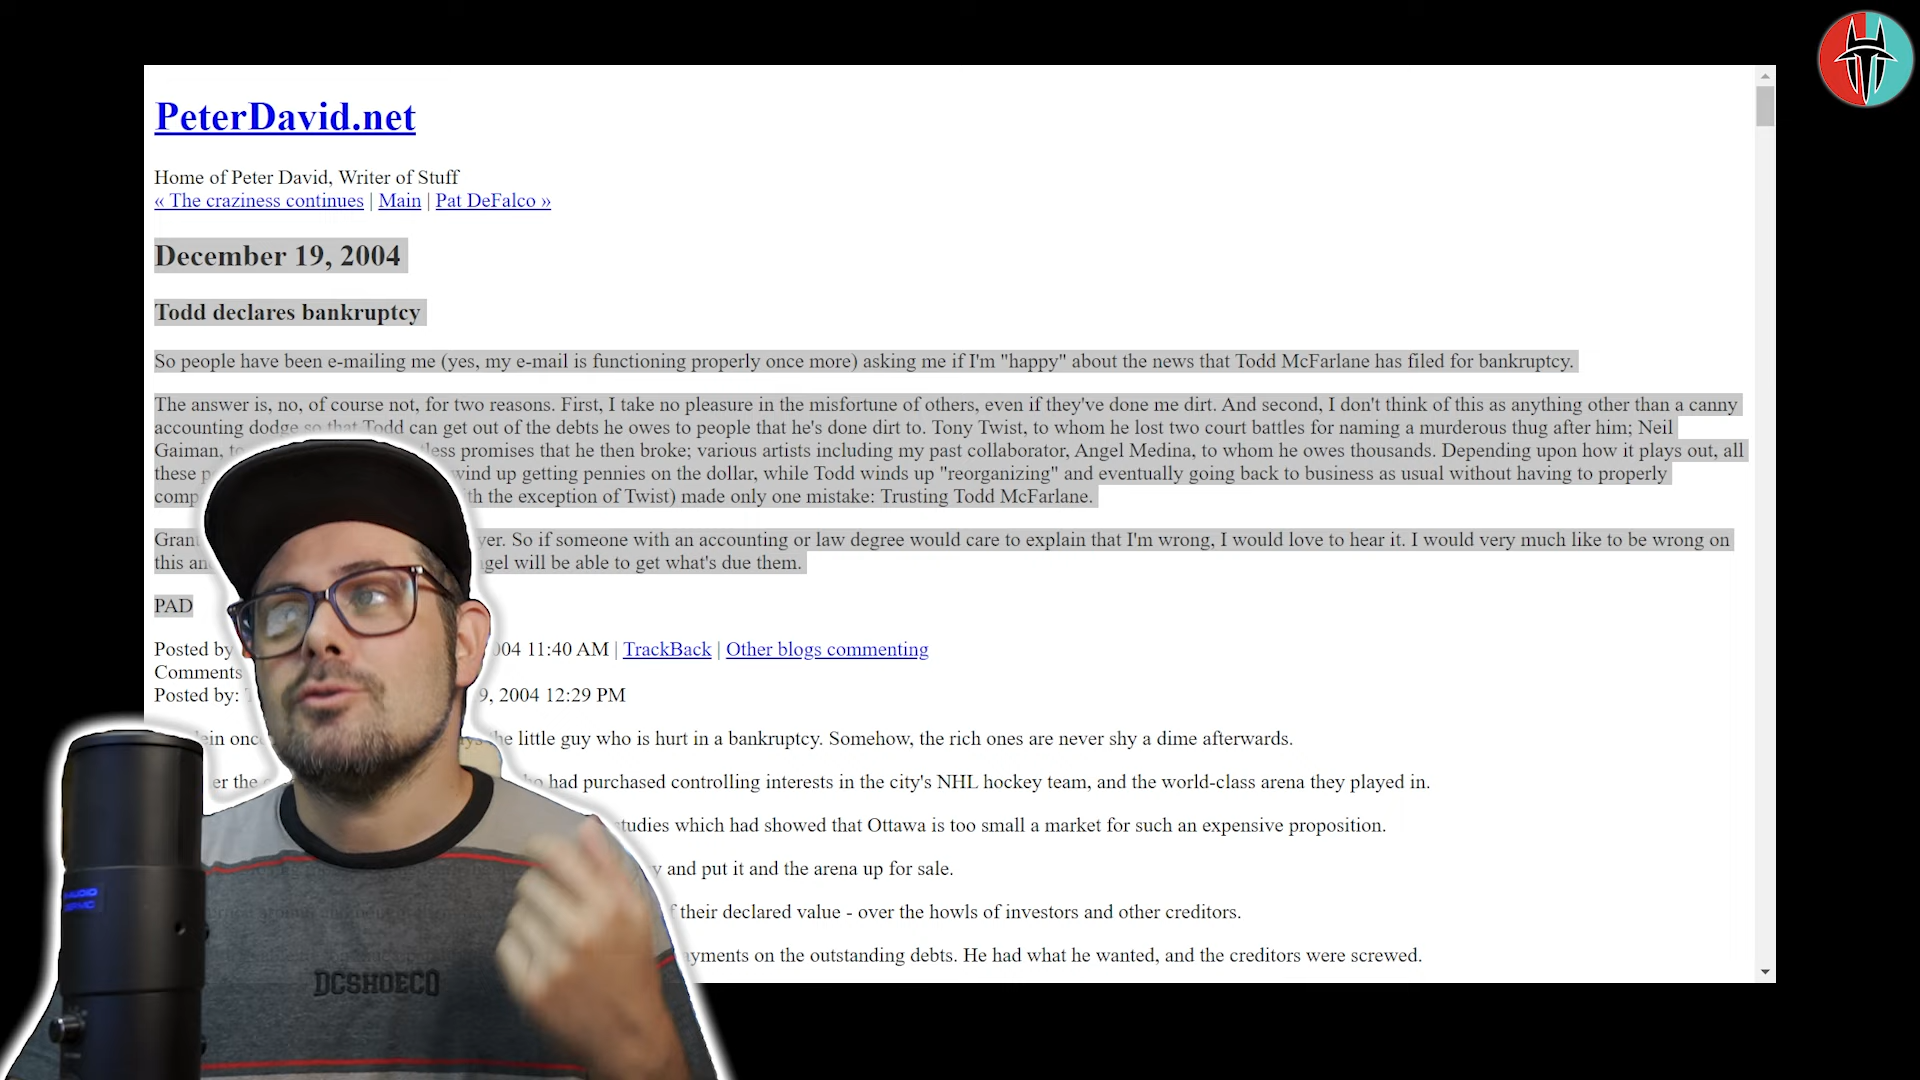 PeterDavid.net
Home of Peter David, Writer of Stuff
« The craziness continues | Main | Pat DeFalco »
December 19, 2004
Todd declares bankruptcy
So people have been e-mailing me (yes, my e-mail is functioning properly once more) asking me if I'm "happy" about the news that Todd McFarlane has filed for bankruptcy.
The answer is, no, of course not, for two reasons. First, I take no pleasure in the misfortune of others, even if they've done me dirt. And second, I don't think of this as anything other than a canny
accounting dodge so that Todd can get out of the debts he owes to people that he's done dirt to. Tony Twist, to whom he lost two court battles for naming a murderous thug after him; Neil
Gaiman, promises that he then broke; various artists including my past collaborator, Angel Medina, to whom he owes thousands. Depending upon how it plays out, all
these wind up getting pennies on the dollar, while Todd winds up "reorganizing" and eventually going back to business as usual without having to properly
the exception of Twist) made only one mistake: Trusting Todd McFarlane.
So if someone with an accounting or law degree would care to explain that I'm wrong, I would love to hear it. I would very much like to be wrong on
this will be able to get what's due them.
PAD
Posted by 11:40 AM | TrackBack | Other blogs commenting
Comments
Posted by: 9, 2004 12:29 PM
the little guy who is hurt in a bankruptcy. Somehow, the rich ones are never shy a dime afterwards.
the had purchased controlling interests in the city's NHL hockey team, and the world-class arena they played in.
studies which had showed that Ottawa is too small a market for such an expensive proposition.
and put it and the arena up for sale.
their declared value - over the howls of investors and other creditors.
payments on the outstanding debts. He had what he wanted, and the creditors were screwed.
DCSHOECO